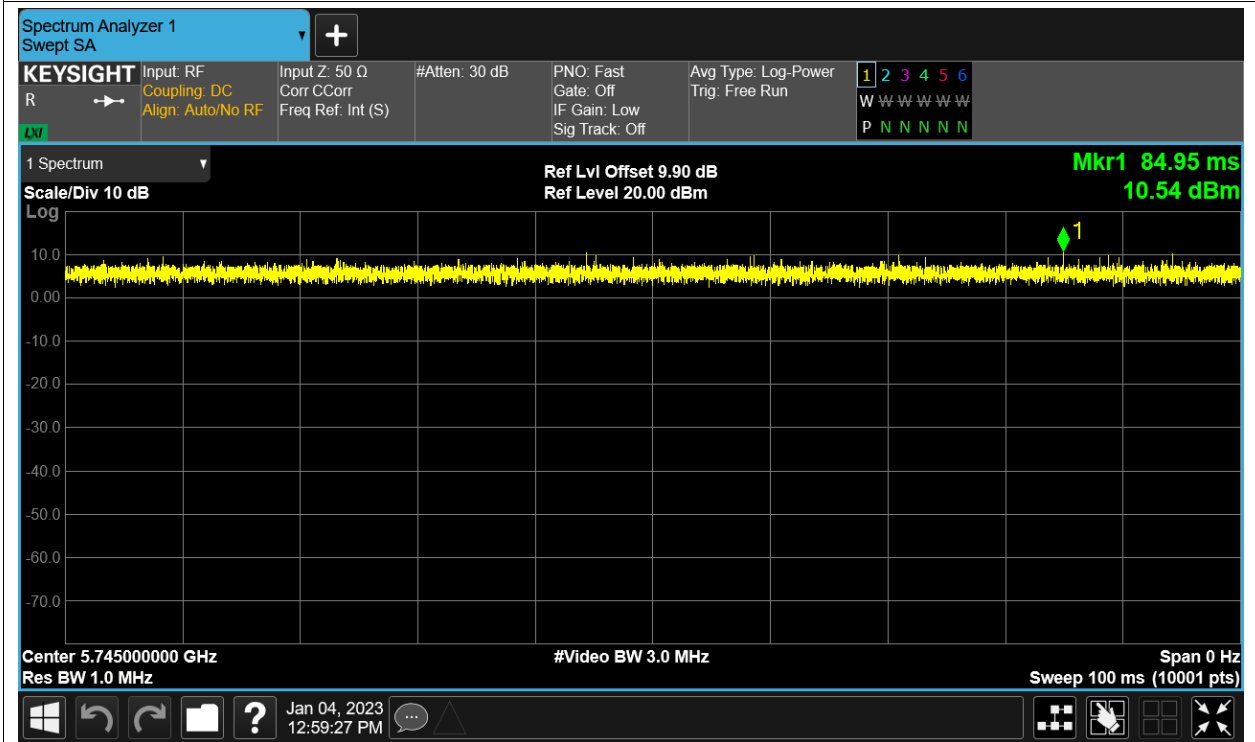 Spectrum Analyzer 1
Swept SA
KEYSIGHT
R
LXI
Input: RF
Coupling: DC
Align: Auto/No RF
Input Z: 50 Ω
Corr CCorr
Freq Ref: Int (S)
#Atten: 30 dB
PNO: Fast
Gate: Off
IF Gain: Low
Sig Track: Off
Avg Type: Log-Power
Trig: Free Run
1 2 3 4 5 6
W W W W W W
P N N N N N
1 Spectrum
Scale/Div 10 dB
Ref Lvl Offset 9.90 dB
Ref Level 20.00 dBm
Mkr1 84.95 ms
10.54 dBm
Log
1
10.0
0.00
-10.0
-20.0
-30.0
-40.0
-50.0
-60.0
-70.0
Center 5.745000000 GHz
Res BW 1.0 MHz
#Video BW 3.0 MHz
Span 0 Hz
Sweep 100 ms (10001 pts)
?
Jan 04, 2023
12:59:27 PM